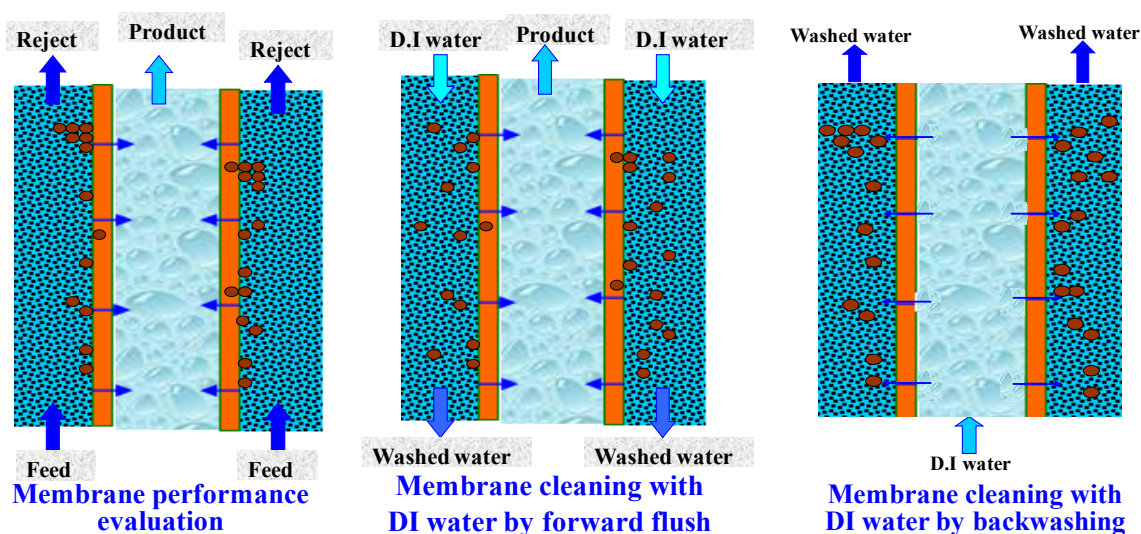 Reject
Product
Reject
Feed
Feed
Membrane performance
evaluation
D.I water
Product
D.I water
Washed water
Washed water
Membrane cleaning with
DI water by forward flush
Washed water
Washed water
D.I water
Membrane cleaning with
DI water by backwashing